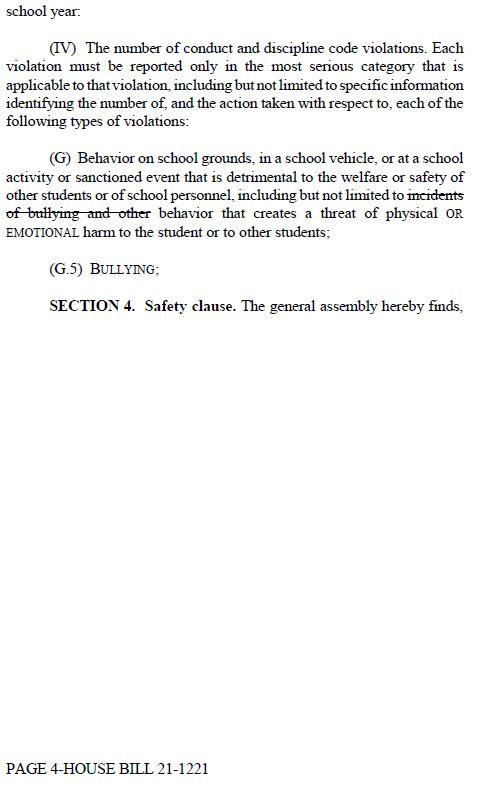 school year:
(IV) The number of conduct and discipline code violations. Each
violation must be reported only in the most serious category that is
applicable to that violation, including but not limited to specific information
identifying the number of, and the action taken with respect to, each of the
following types of violations:
(G) Behavior on school grounds, in a school vehicle, or at a school
activity or sanctioned event that is detrimental to the welfare or safety of
other students or of school personnel, including but not limited to incidents
of bullying and other behavior that creates a threat of physical OR
EMOTIONAL harm to the student or to other students;
(G.5) BULLYING;
SECTION 4. Safety clause. The general assembly hereby finds,
PAGE 4-HOUSE BILL 21-1221